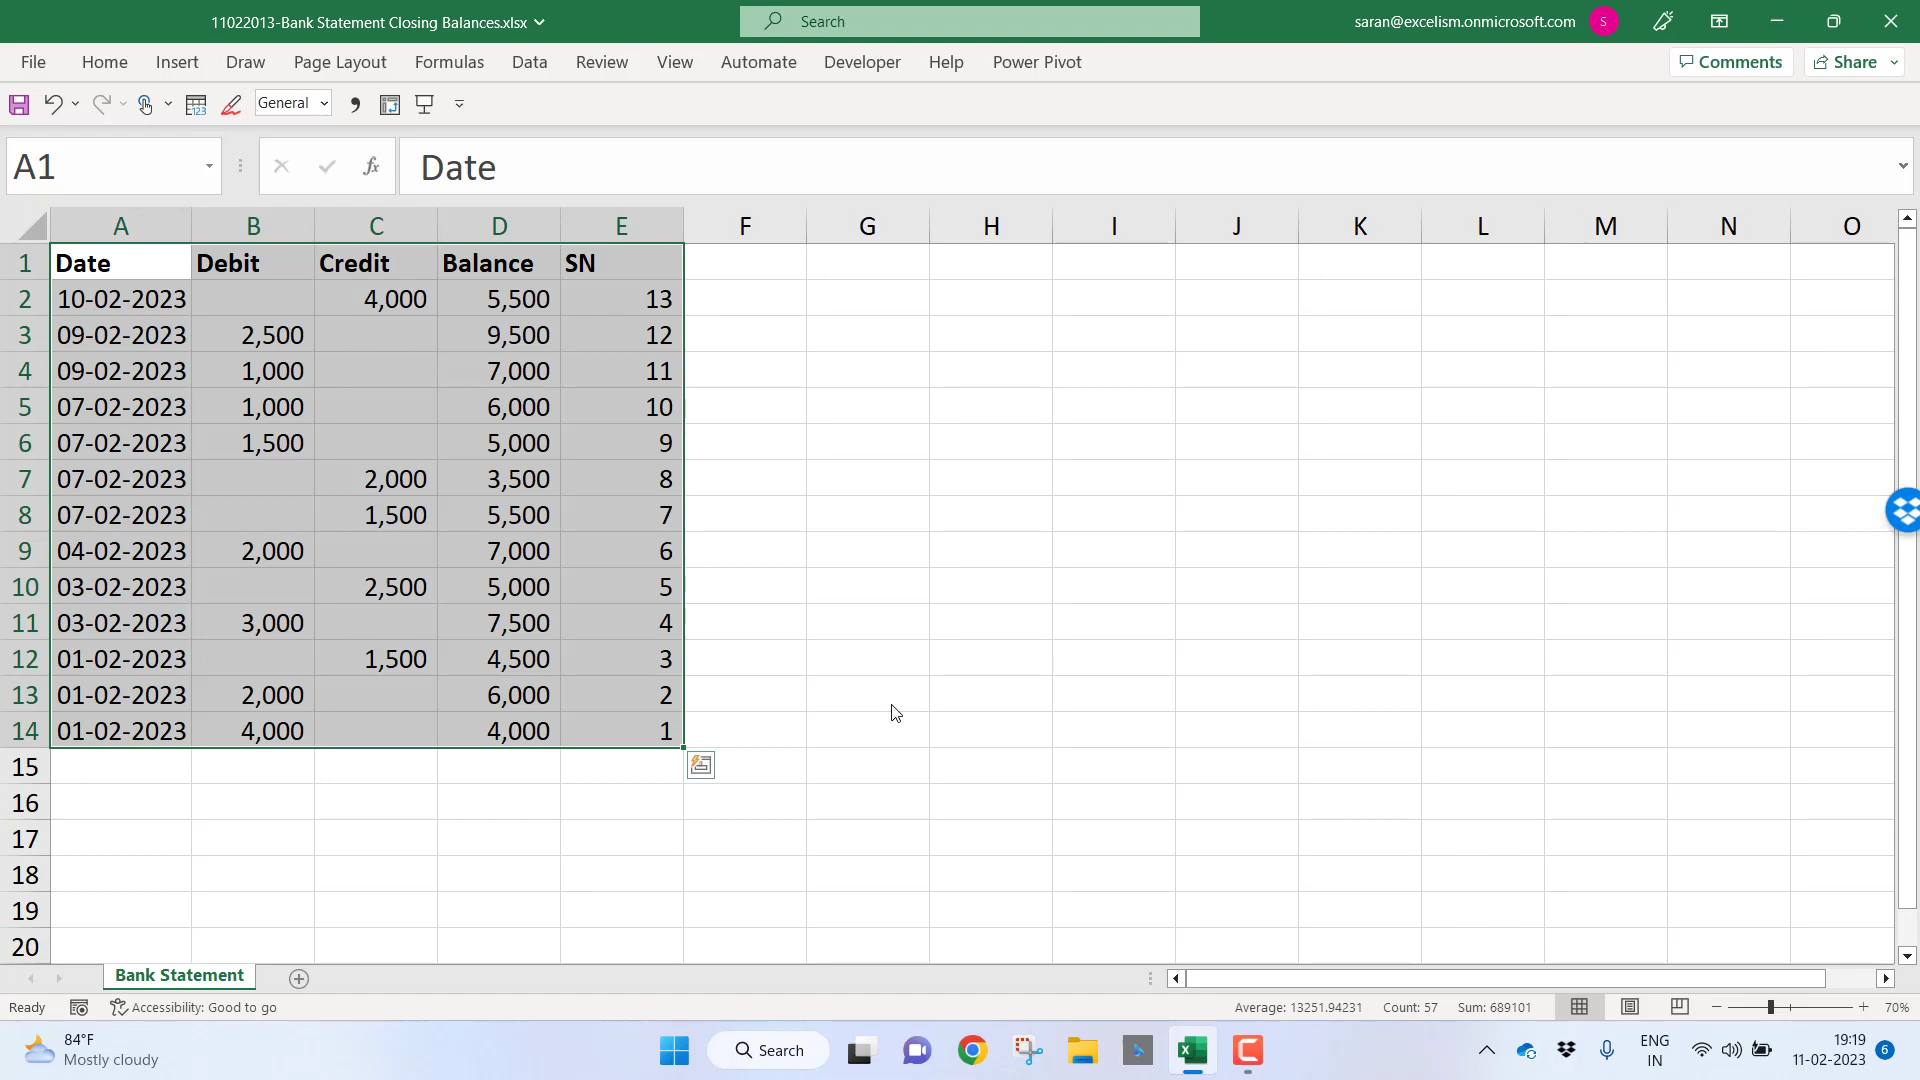 11022013-Bank Statement Closing Balances.xlsx
Search
saran@excelism.onmicrosoft.com
S
File Home Insert Draw Page Layout Formulas Data Review View Automate Developer Help Power Pivot
Comments
Share
General
A1
fx
Date
A B C D E F G H I J K L M N O
1 Date Debit Credit Balance SN
2 10-02-2023 4,000 5,500 13
3 09-02-2023 2,500 9,500 12
4 09-02-2023 1,000 7,000 11
5 07-02-2023 1,000 6,000 10
6 07-02-2023 1,500 5,000 9
7 07-02-2023 2,000 3,500 8
8 07-02-2023 1,500 5,500 7
9 04-02-2023 2,000 7,000 6
10 03-02-2023 2,500 5,000 5
11 03-02-2023 3,000 7,500 4
12 01-02-2023 1,500 4,500 3
13 01-02-2023 2,000 6,000 2
14 01-02-2023 4,000 4,000 1
15
16
17
18
19
20
Bank Statement
Ready
Accessibility: Good to go
Average: 13251.94231 Count: 57 Sum: 689101
70%
84°F
Mostly cloudy
Search
ENG
IN
19:19
11-02-2023
6